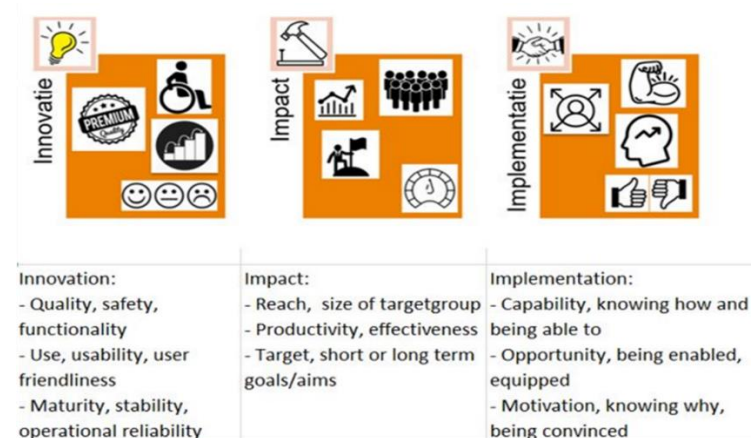 Innovatie
PREMIUM
Quality
Impact
Implementatie
Innovation:
- Quality, safety,
functionality
- Use, usability, user
friendliness
- Maturity, stability,
operational reliability
Impact:
- Reach, size of targetgroup
- Productivity, effectiveness
- Target, short or long term
goals/aims
Implementation:
- Capability, knowing how and
being able to
- Opportunity, being enabled,
equipped
- Motivation, knowing why,
being convinced